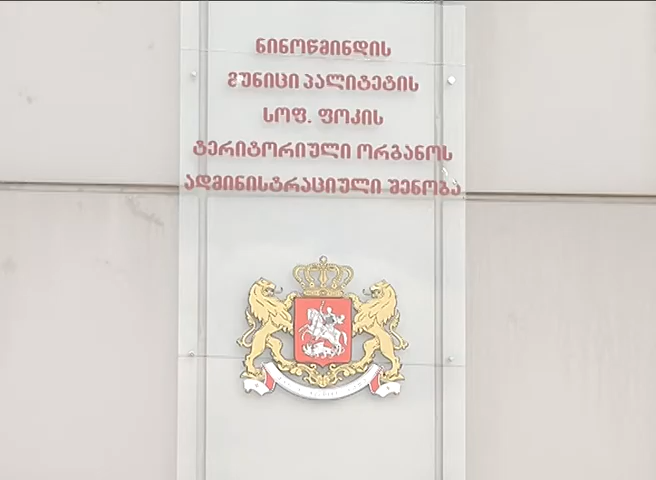 ნინოწმინდის
მუნიციპალიტეტის
სოფ. ფოკის
ტერიტორიული ორგანოს
ადმინისტრაციული შენობა